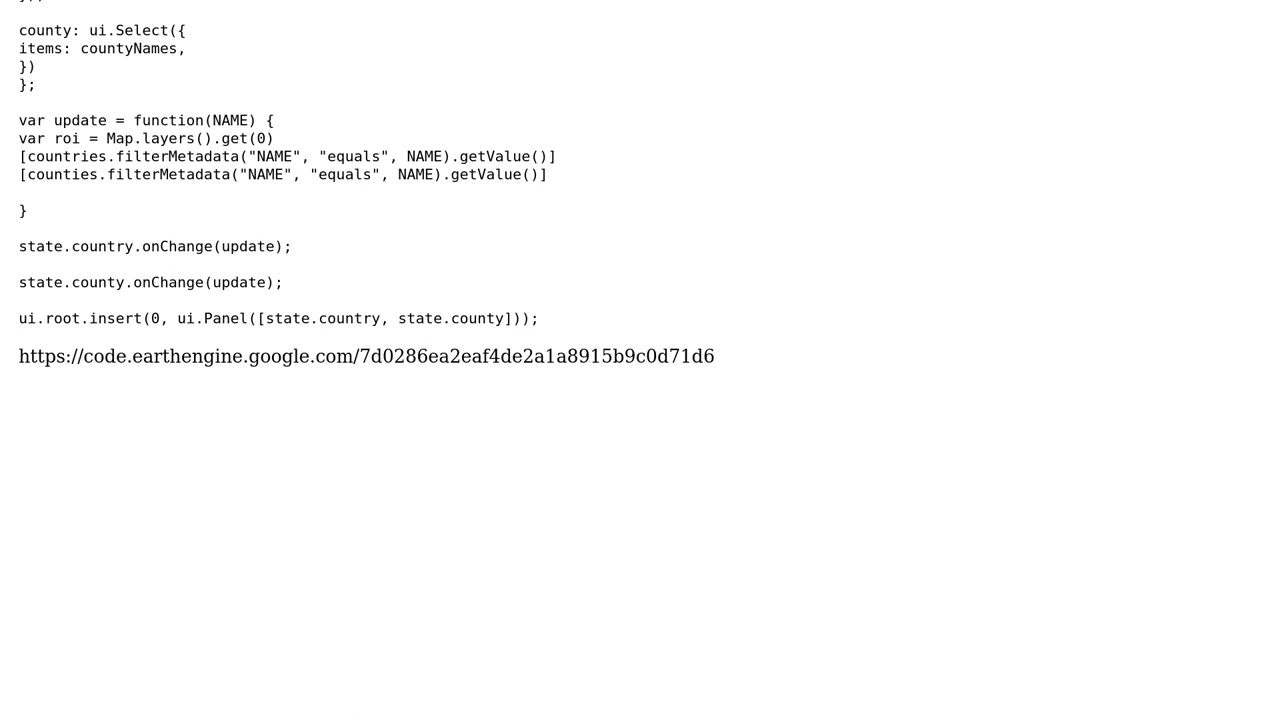 county: ui.Select({
items: countyNames,
})
};
var update = function(NAME) {
var roi = Map.layers().get(0)
[countries.filterMetadata("NAME", "equals", NAME).getValue()]
[counties.filterMetadata("NAME", "equals", NAME).getValue()]
}
state.country.onChange(update);
state.county.onChange(update);
ui.root.insert(0, ui.Panel([state.country, state.county]));
https://code.earthengine.google.com/7d0286ea2eaf4de2a1a8915b9c0d71d6